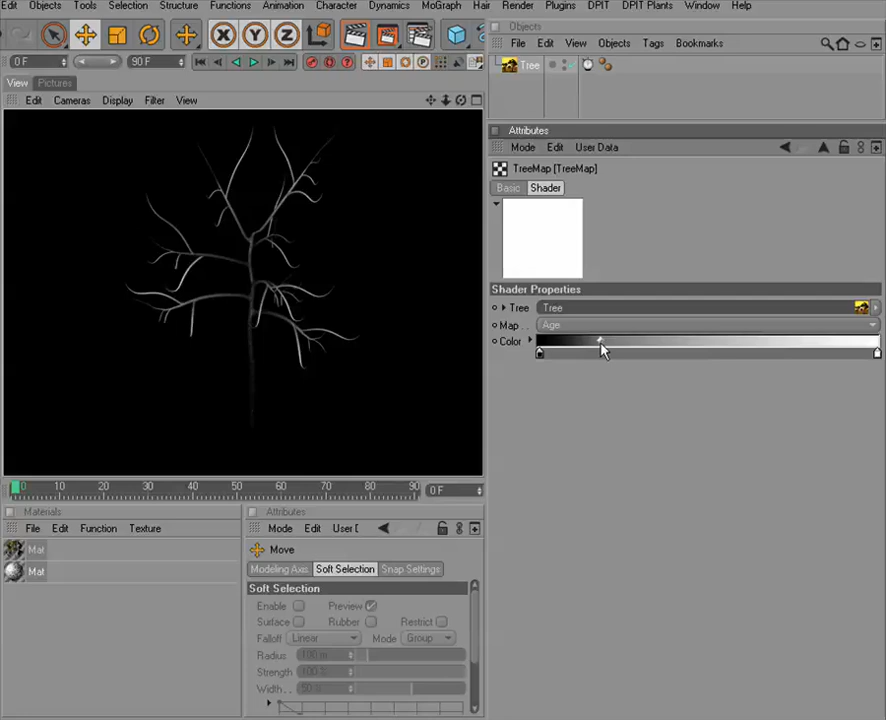 Edit Objects Tools Selection Structure Functions Animation Character Dynamics MoGraph Hair Render Plugins DPIT DPIT Plants Window Help
Objects
File Edit View Objects Tags Bookmarks
0 F 90 F
Tree
View Pictures
Edit Cameras Display Filter View
Attributes
Mode Edit User Data
TreeMap [TreeMap]
Basic Shader
Shader Properties
Tree Tree
Map . . Age
Color
0 10 20 30 40 50 60 70 80 90 0 F
Materials
File Edit Function Texture
Mat
Mat
Attributes
Mode Edit User [
Move
Modeling Axis Soft Selection Snap Settings
Soft Selection
Enable Preview
Surface Rubber Restrict
Falloff Linear Mode Group
Radius 100 m
Strength 100 %
Width . . 50 %